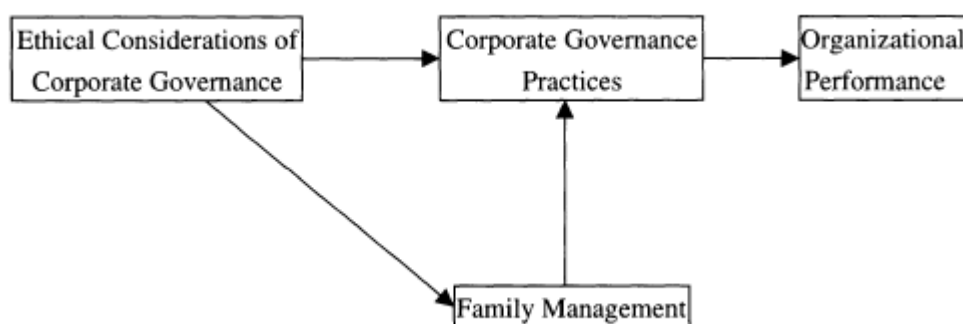 Ethical Considerations of
Corporate Governance
Corporate Governance
Practices
Organizational
Performance
Family Management